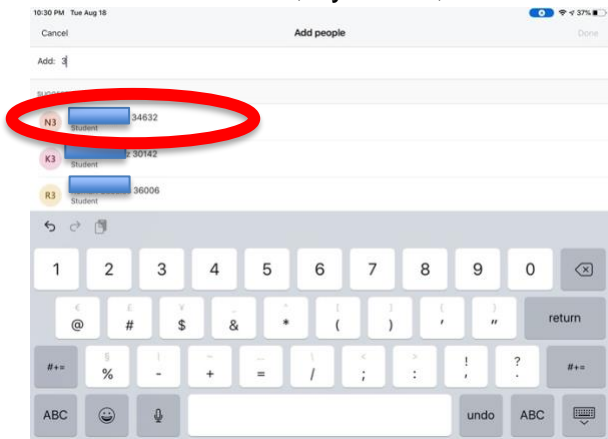 10:30 PM Tue Aug 18 37%
Cancel Add people Done
Add: 3
N3 34632
Student
K3 z 30142
Student
R3 36006
Student
1 2 3 4 5 6 7 8 9 0
€ £ ¥ _ ^ [ ] { }
@ # $ & * ( ) ' " return
§ | ~ … \ < >
#+= % - + = / ; : ! , ? . #+=
ABC undo ABC